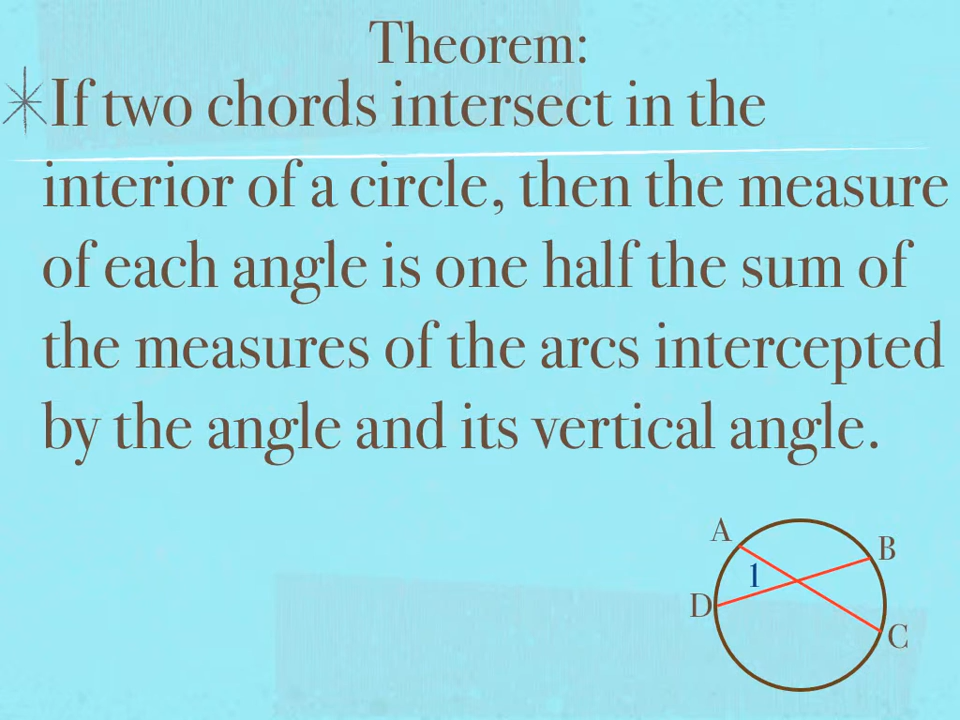 Theorem:
If two chords intersect in the
interior of a circle, then the measure
of each angle is one half the sum of
the measures of the arcs intercepted
by the angle and its vertical angle.
A
B
1
D
C